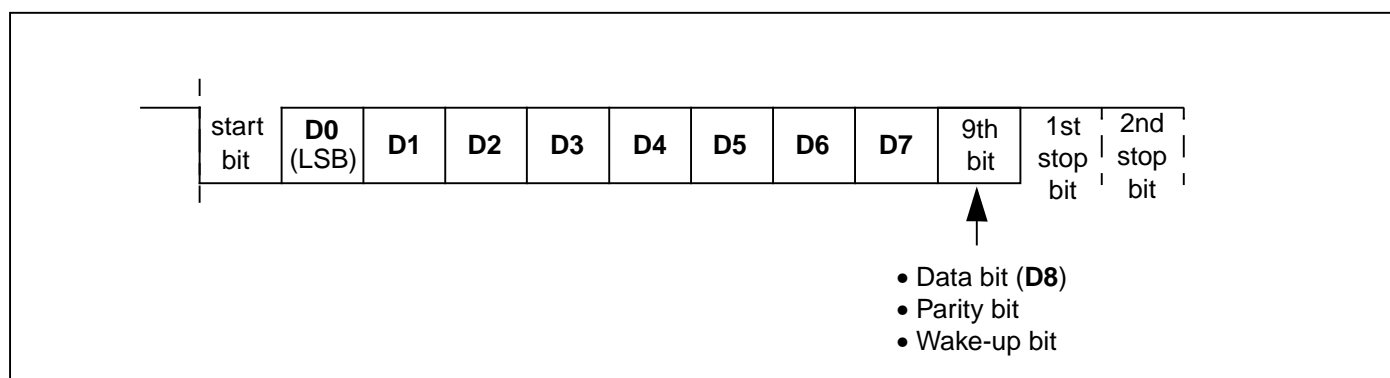 start bit
D0 (LSB)
D1
D2
D3
D4
D5
D6
D7
9th bit
1st stop bit
2nd stop bit
• Data bit (D8)
• Parity bit
• Wake-up bit